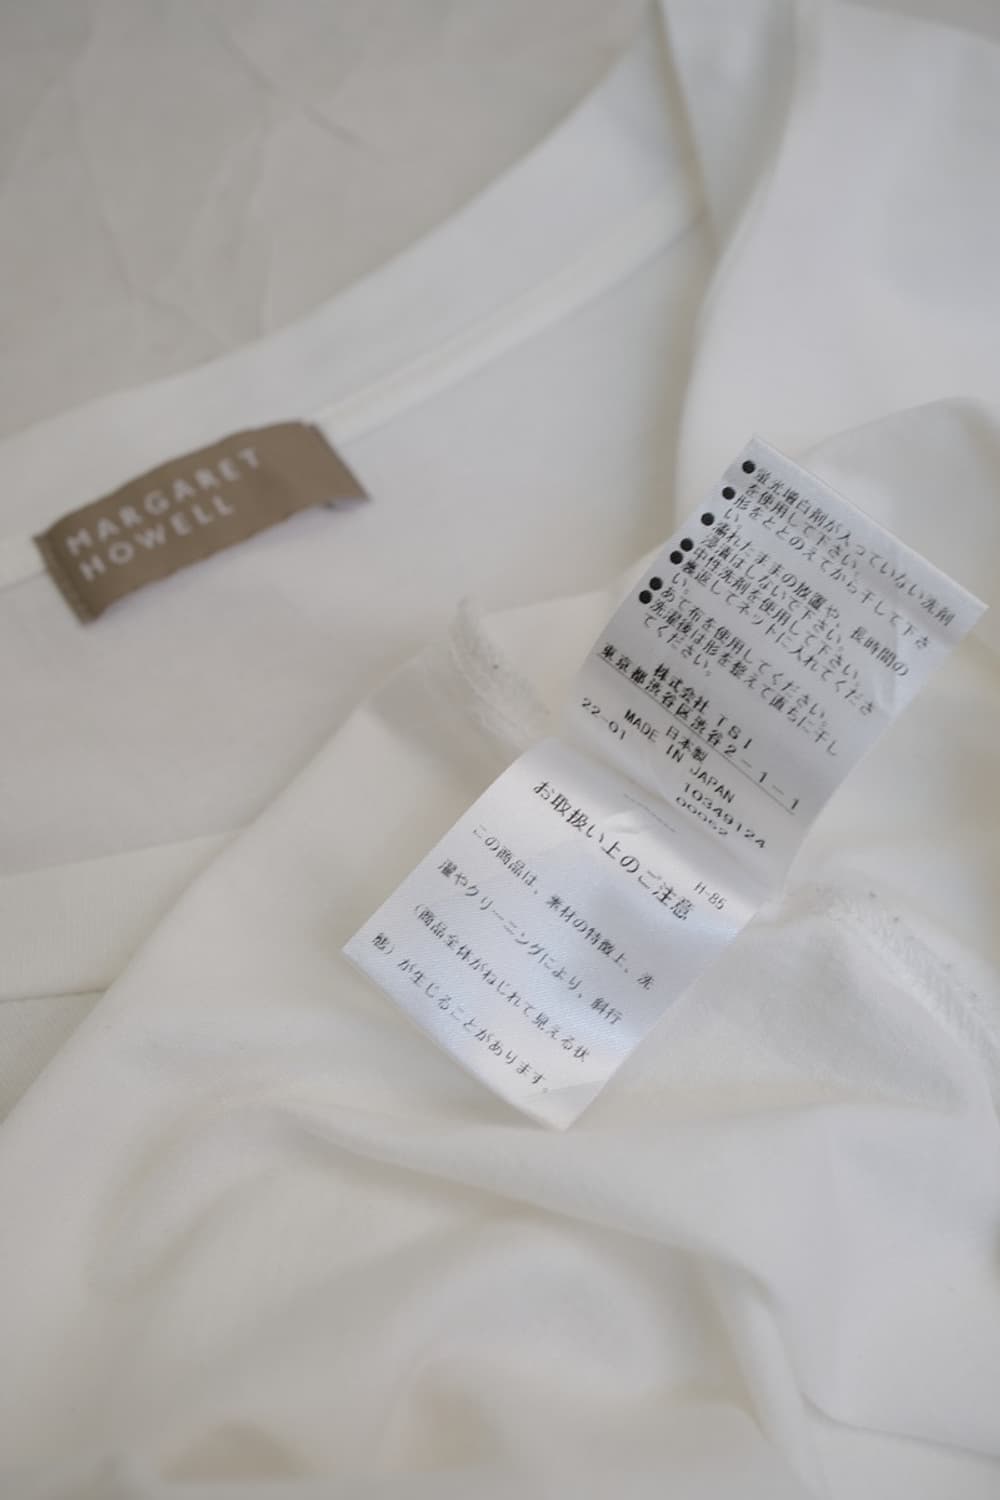 MARGARET
HOWELL
●蛍光増白剤が入っていない洗剤
を使用して下さい。
●形をととのえてから干して下さ
い。
●濡れたままの放置や、長時間の
浸漬はしないで下さい。
●中性洗剤を使用して下さい。
●裏返してネットに入れてくださ
い。
●あて布を使用してください。
●洗濯後は形を整えて直ちに干し
てください。
株式会社 TSI
東京都渋谷区渋谷2-1-1
日本製
MADE IN JAPAN
22-01
10349124
00052
H-85
お取扱い上のご注意
この商品は、素材の特徴上、洗
濯やクリーニングにより、斜行
(商品全体がねじれて見える状
態)が生じることがあります。